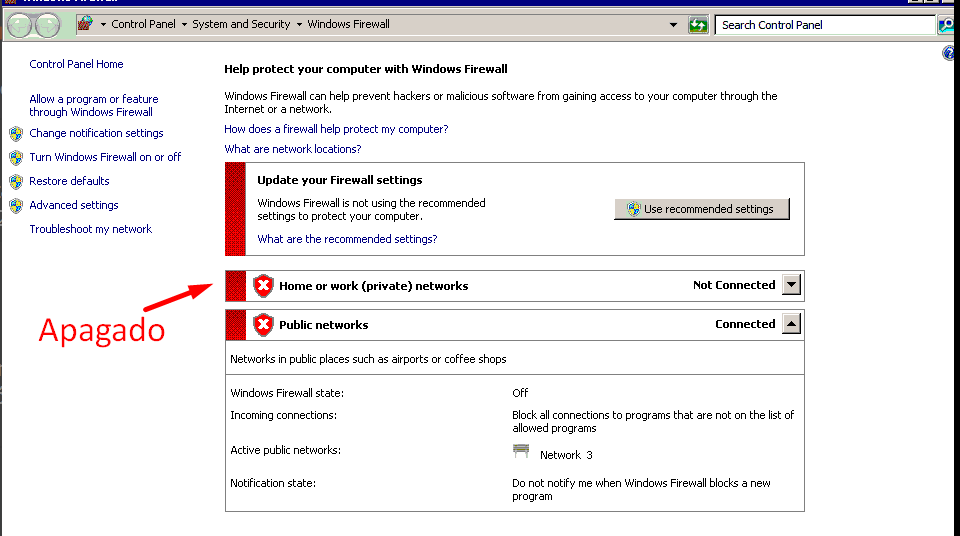 Control Panel
System and Security
Windows Firewall
Search Control Panel
Control Panel Home
Allow a program or feature
through Windows Firewall
Change notification settings
Turn Windows Firewall on or off
Restore defaults
Advanced settings
Troubleshoot my network
Help protect your computer with Windows Firewall
Windows Firewall can help prevent hackers or malicious software from gaining access to your computer through the
Internet or a network.
How does a firewall help protect my computer?
What are network locations?
Update your Firewall settings
Windows Firewall is not using the recommended
settings to protect your computer.
Use recommended settings
What are the recommended settings?
Apagado
Home or work (private) networks
Not Connected
Public networks
Connected
Networks in public places such as airports or coffee shops
Windows Firewall state:
Off
Incoming connections:
Block all connections to programs that are not on the list of
allowed programs
Active public networks:
Network 3
Notification state:
Do not notify me when Windows Firewall blocks a new
program